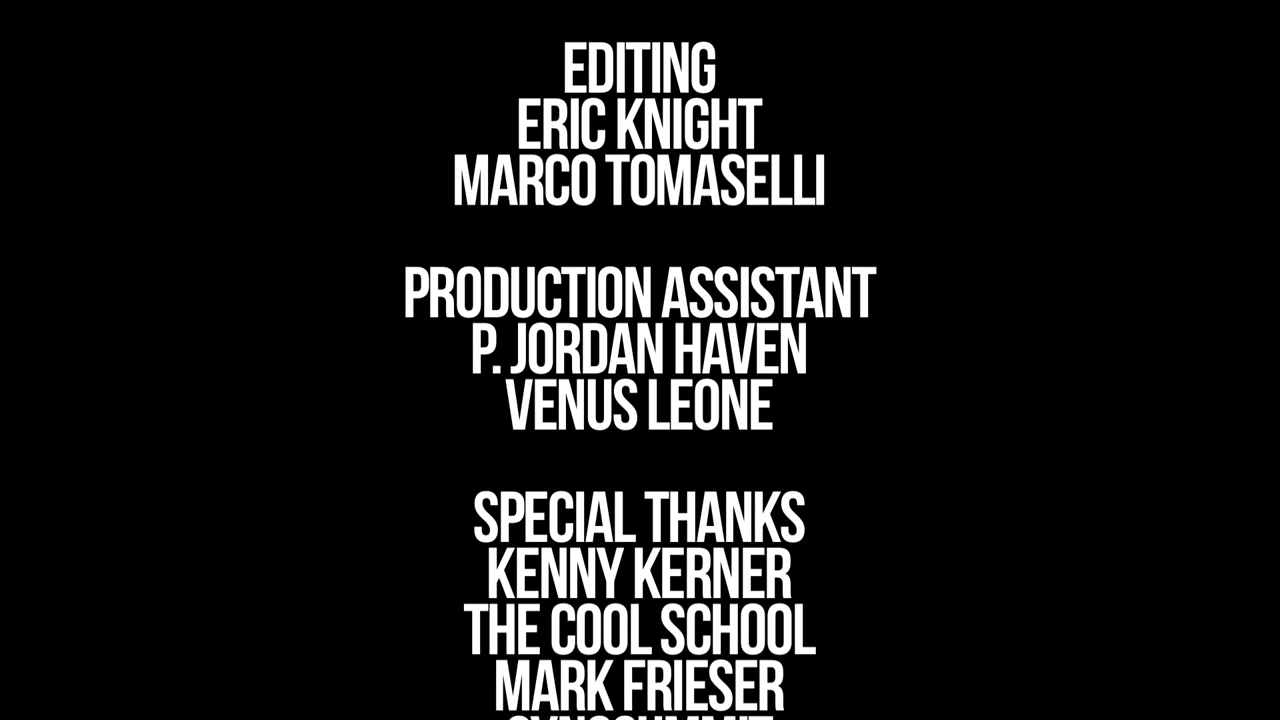 EDITING
ERIC KNIGHT
MARCO TOMASELLI
PRODUCTION ASSISTANT
P. JORDAN HAVEN
VENUS LEONE
SPECIAL THANKS
KENNY KERNER
THE COOL SCHOOL
MARK FRIESER